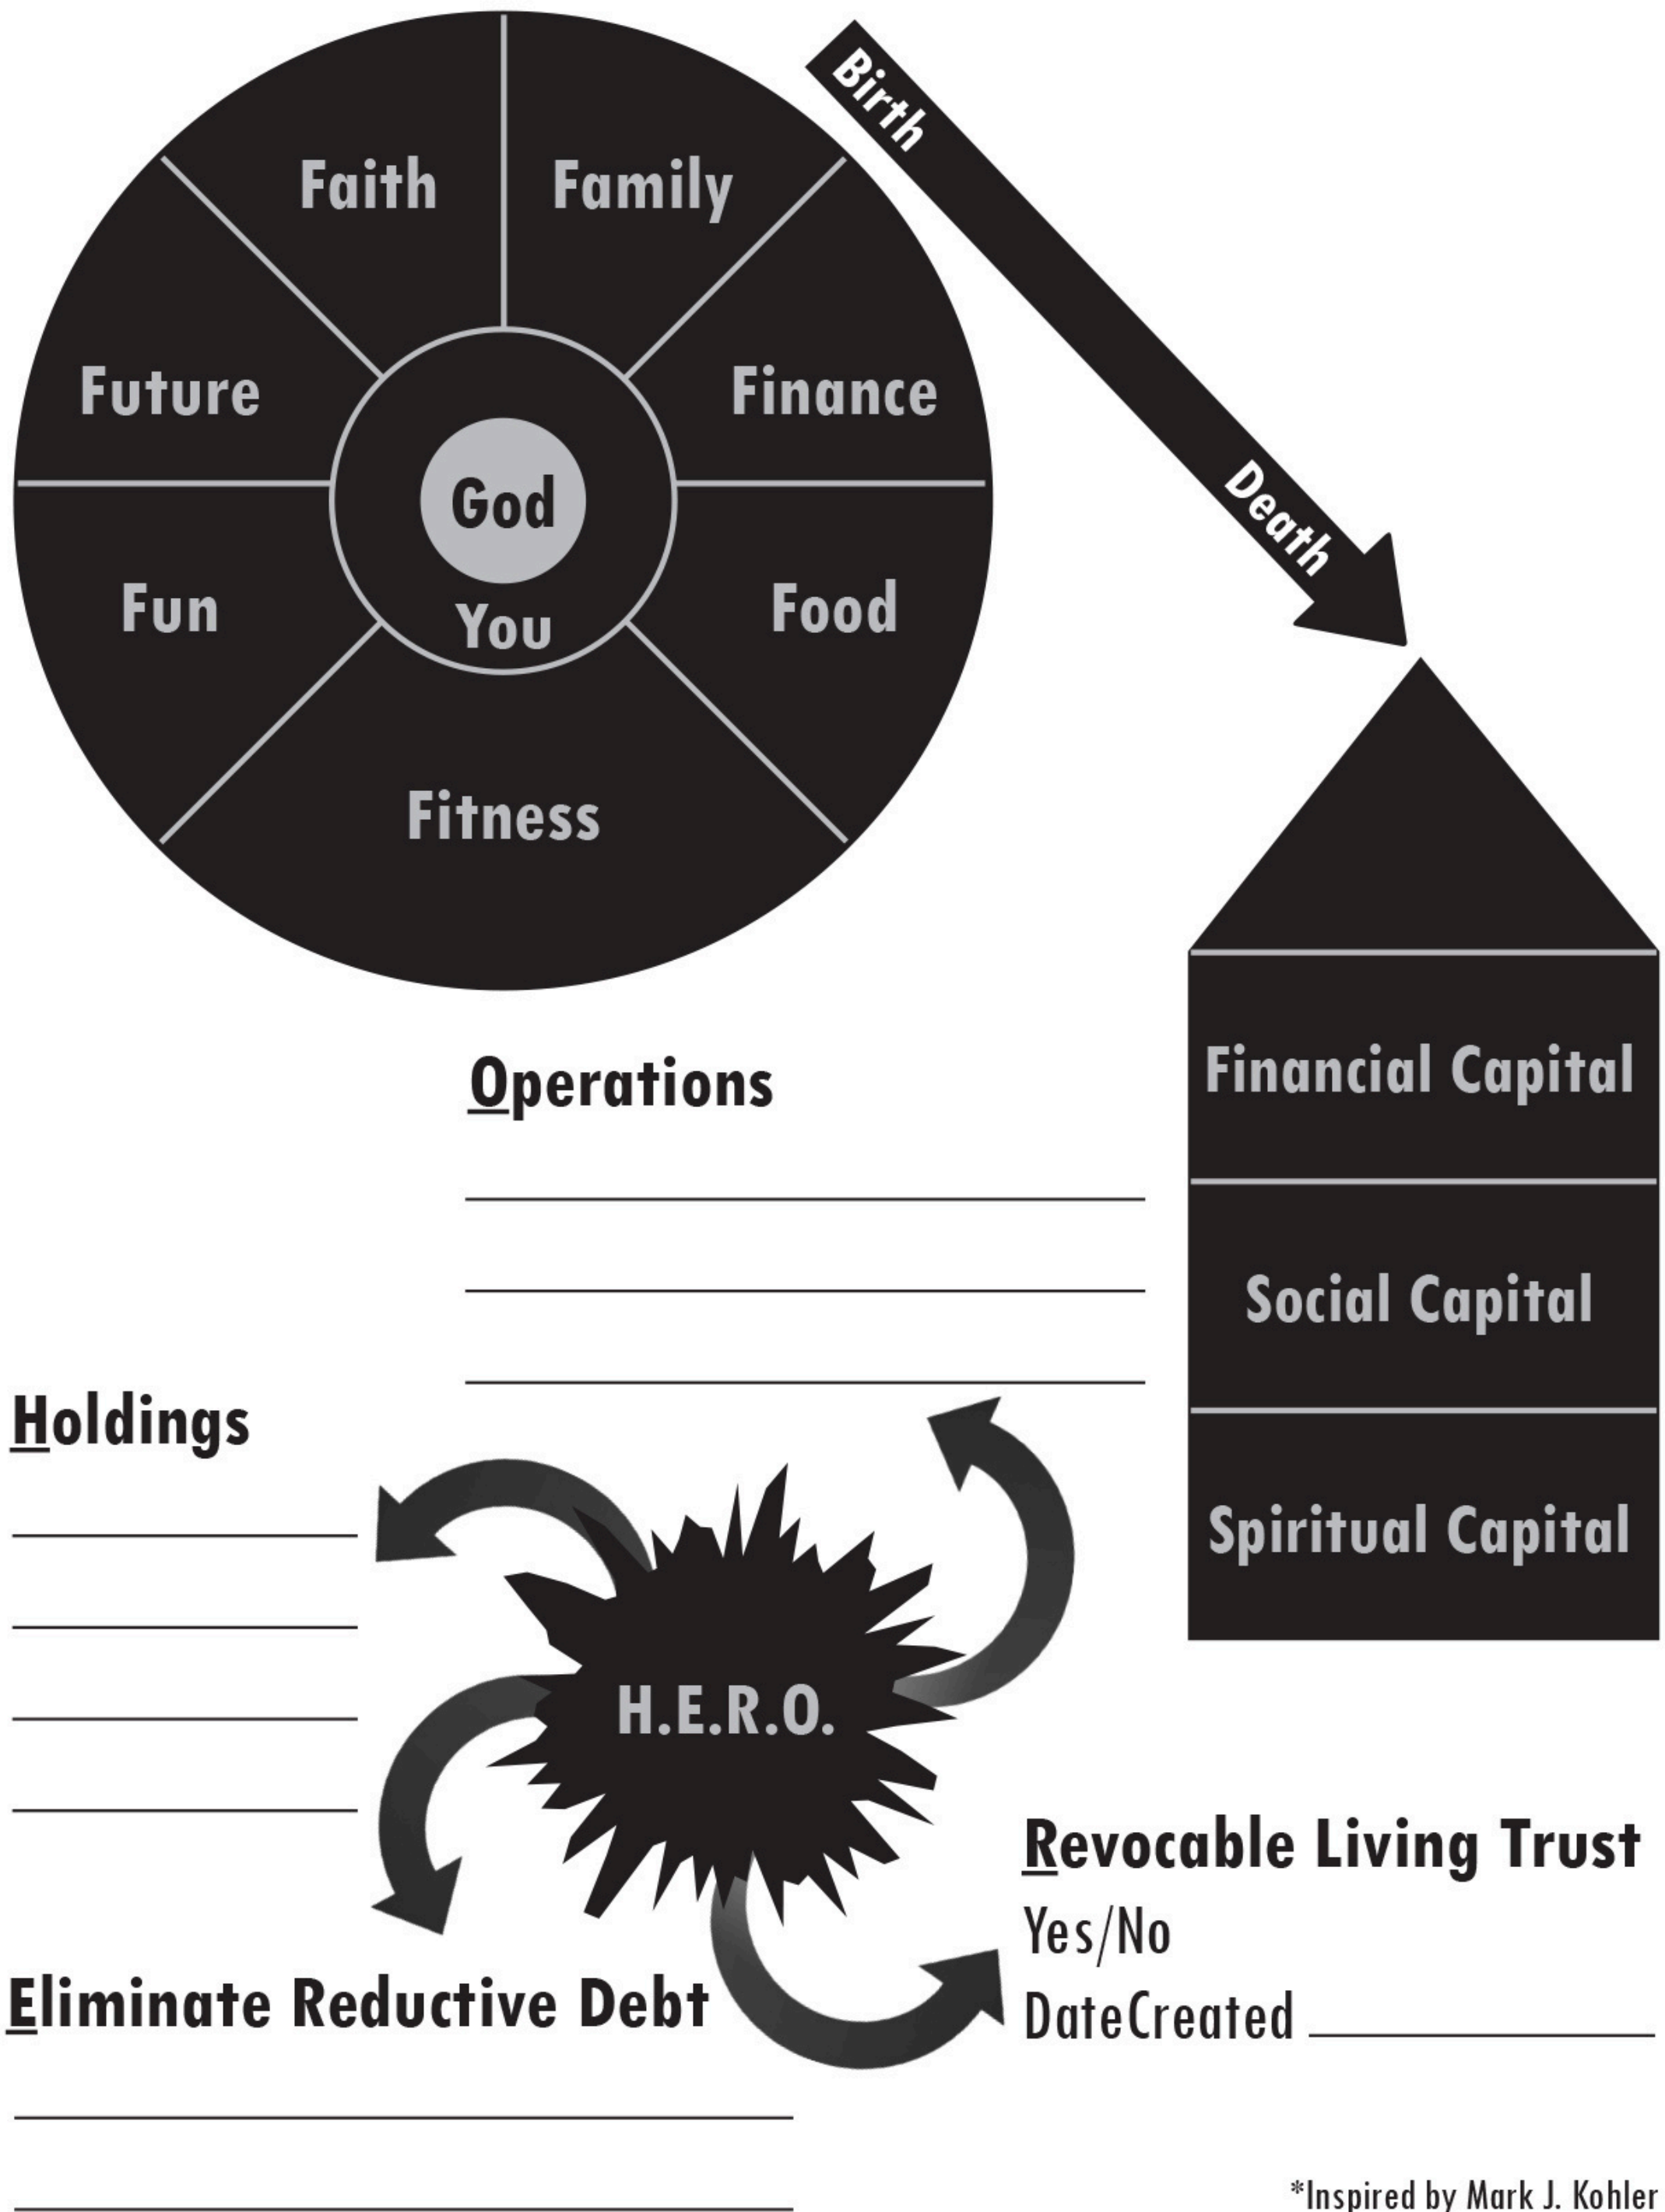 Birth
Faith
Family
Future
Finance
God
Death
Fun
You
Food
Fitness
Financial Capital
Operations
Social Capital
Holdings
Spiritual Capital
H.E.R.O.
Revocable Living Trust
Yes/No
DateCreated
Eliminate Reductive Debt
*Inspired by Mark J. Kohler